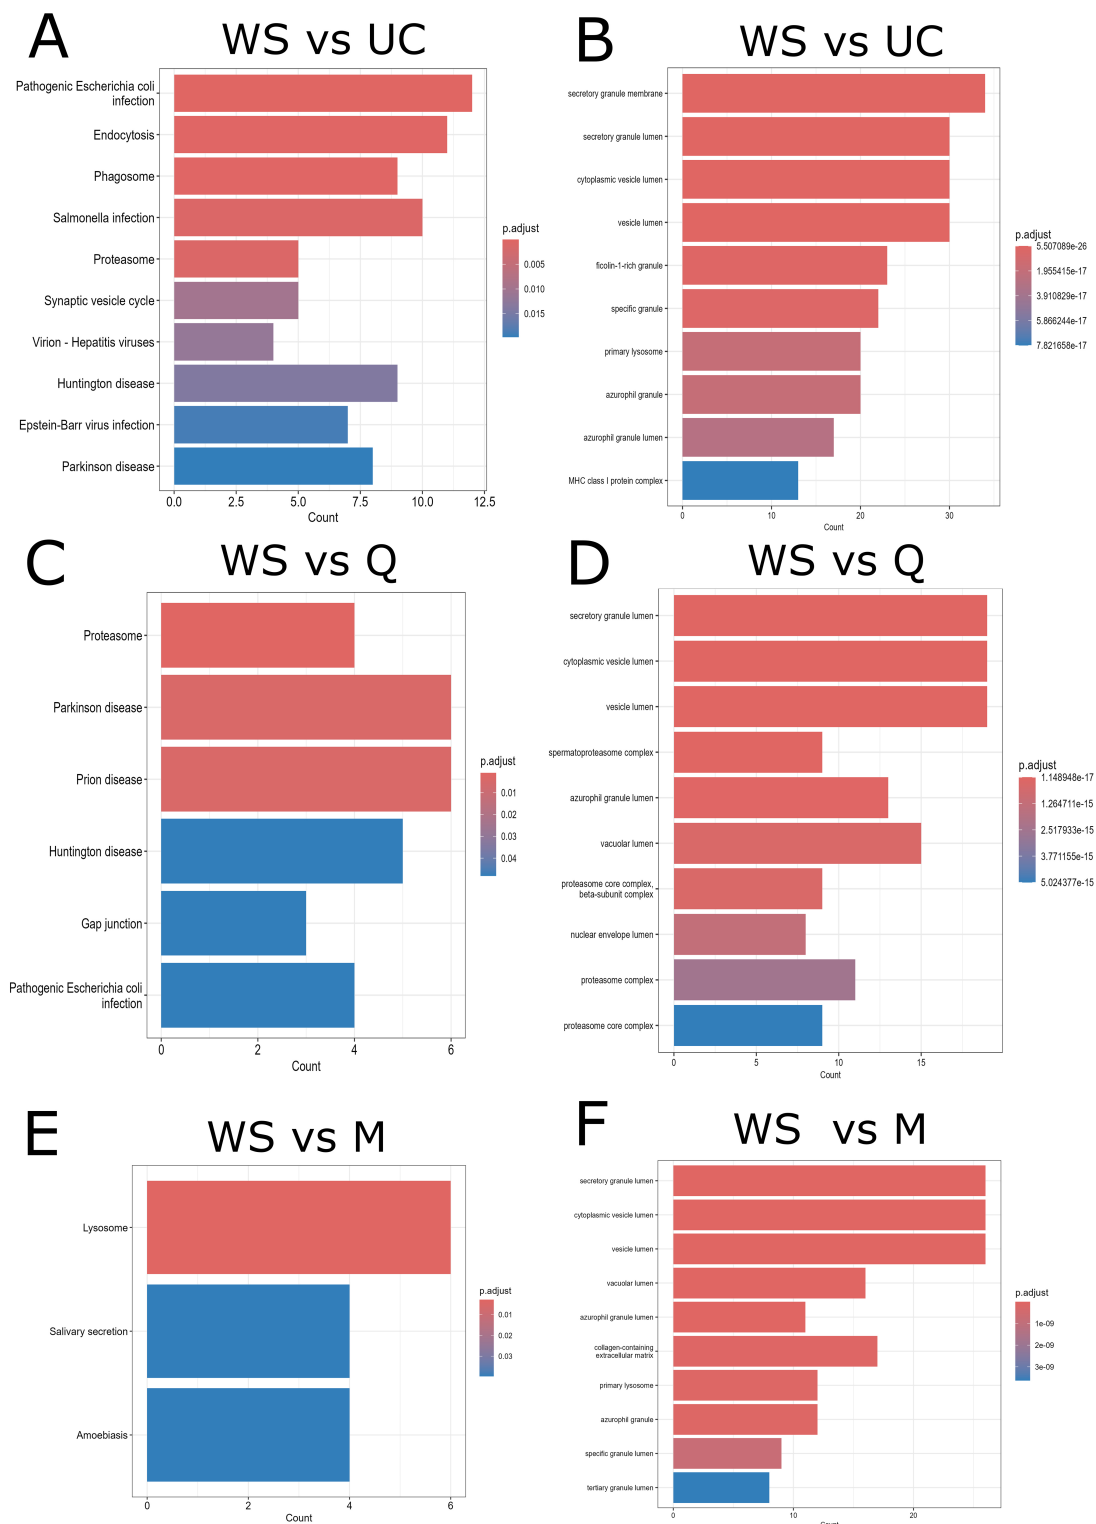 A
WS vs UC
Pathogenic Escherichia coli
infection
Endocytosis
Phagosome
Salmonella infection
Proteasome
Synaptic vesicle cycle
Virion - Hepatitis viruses
Huntington disease
Epstein-Barr virus infection
Parkinson disease
0.0 2.5 5.0 7.5 10.0 12.5
Count
p.adjust
0.005
0.010
0.015
B
WS vs UC
secretory granule membrane
secretory granule lumen
cytoplasmic vesicle lumen
vesicle lumen
ficolin-1-rich granule
specific granule
primary lysosome
azurophil granule
azurophil granule lumen
MHC class I protein complex
0 10 20 30
Count
p.adjust
5.507089e-26
1.955415e-17
3.910829e-17
5.866244e-17
7.821658e-17
C
WS vs Q
Proteasome
Parkinson disease
Prion disease
Huntington disease
Gap junction
Pathogenic Escherichia coli
infection
0 2 4 6
Count
p.adjust
0.01
0.02
0.03
0.04
D
WS vs Q
secretory granule lumen
cytoplasmic vesicle lumen
vesicle lumen
spermatoproteasome complex
azurophil granule lumen
vacuolar lumen
proteasome core complex,
beta-subunit complex
nuclear envelope lumen
proteasome complex
proteasome core complex
0 5 10 15
Count
p.adjust
1.148948e-17
1.264711e-15
2.517933e-15
3.771155e-15
5.024377e-15
E
WS vs M
Lysosome
Salivary secretion
Amoebiasis
0 2 4 6
Count
p.adjust
0.01
0.02
0.03
F
WS vs M
secretory granule lumen
cytoplasmic vesicle lumen
vesicle lumen
vacuolar lumen
azurophil granule lumen
collagen-containing
extracellular matrix
primary lysosome
azurophil granule
specific granule lumen
tertiary granule lumen
0 10 20
Count
p.adjust
1e-09
2e-09
3e-09